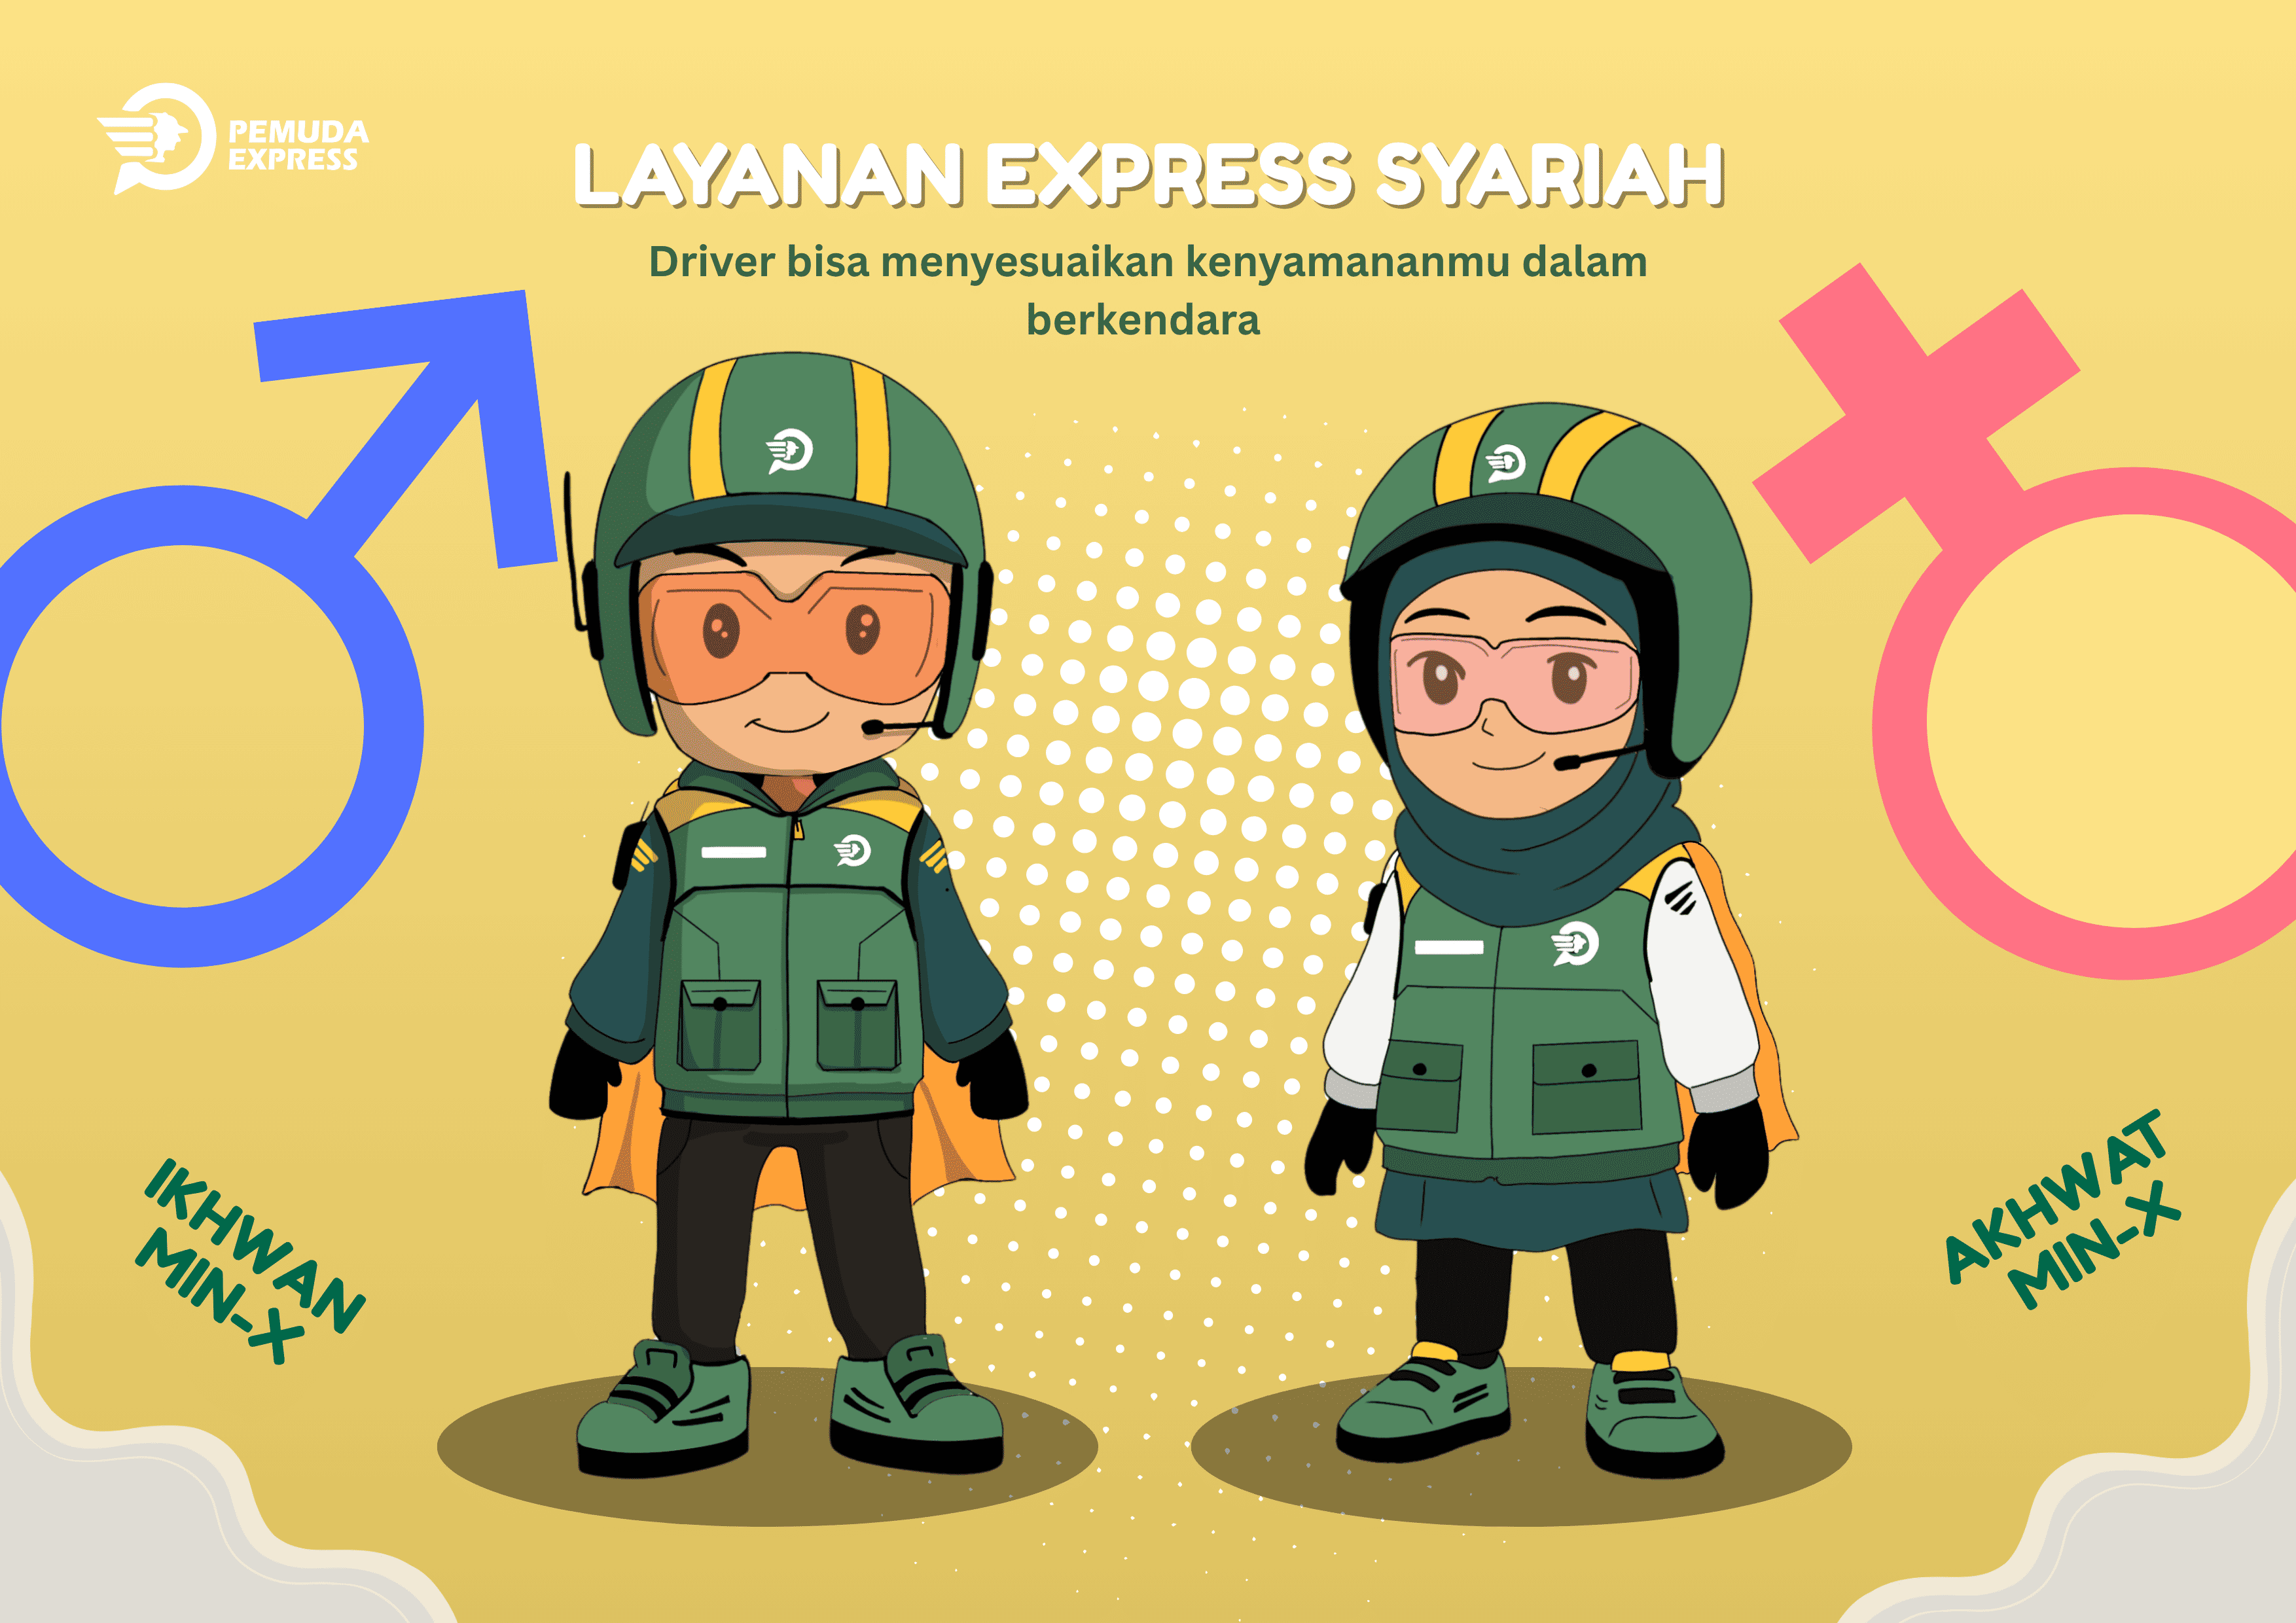 PEMUDA
EXPRESS
LAYANAN EXPRESS SYARIAH
Driver bisa menyesuaikan kenyamananmu dalam
berkendara
IKHWAN
MIN-X
AKHWAT
MIN-X